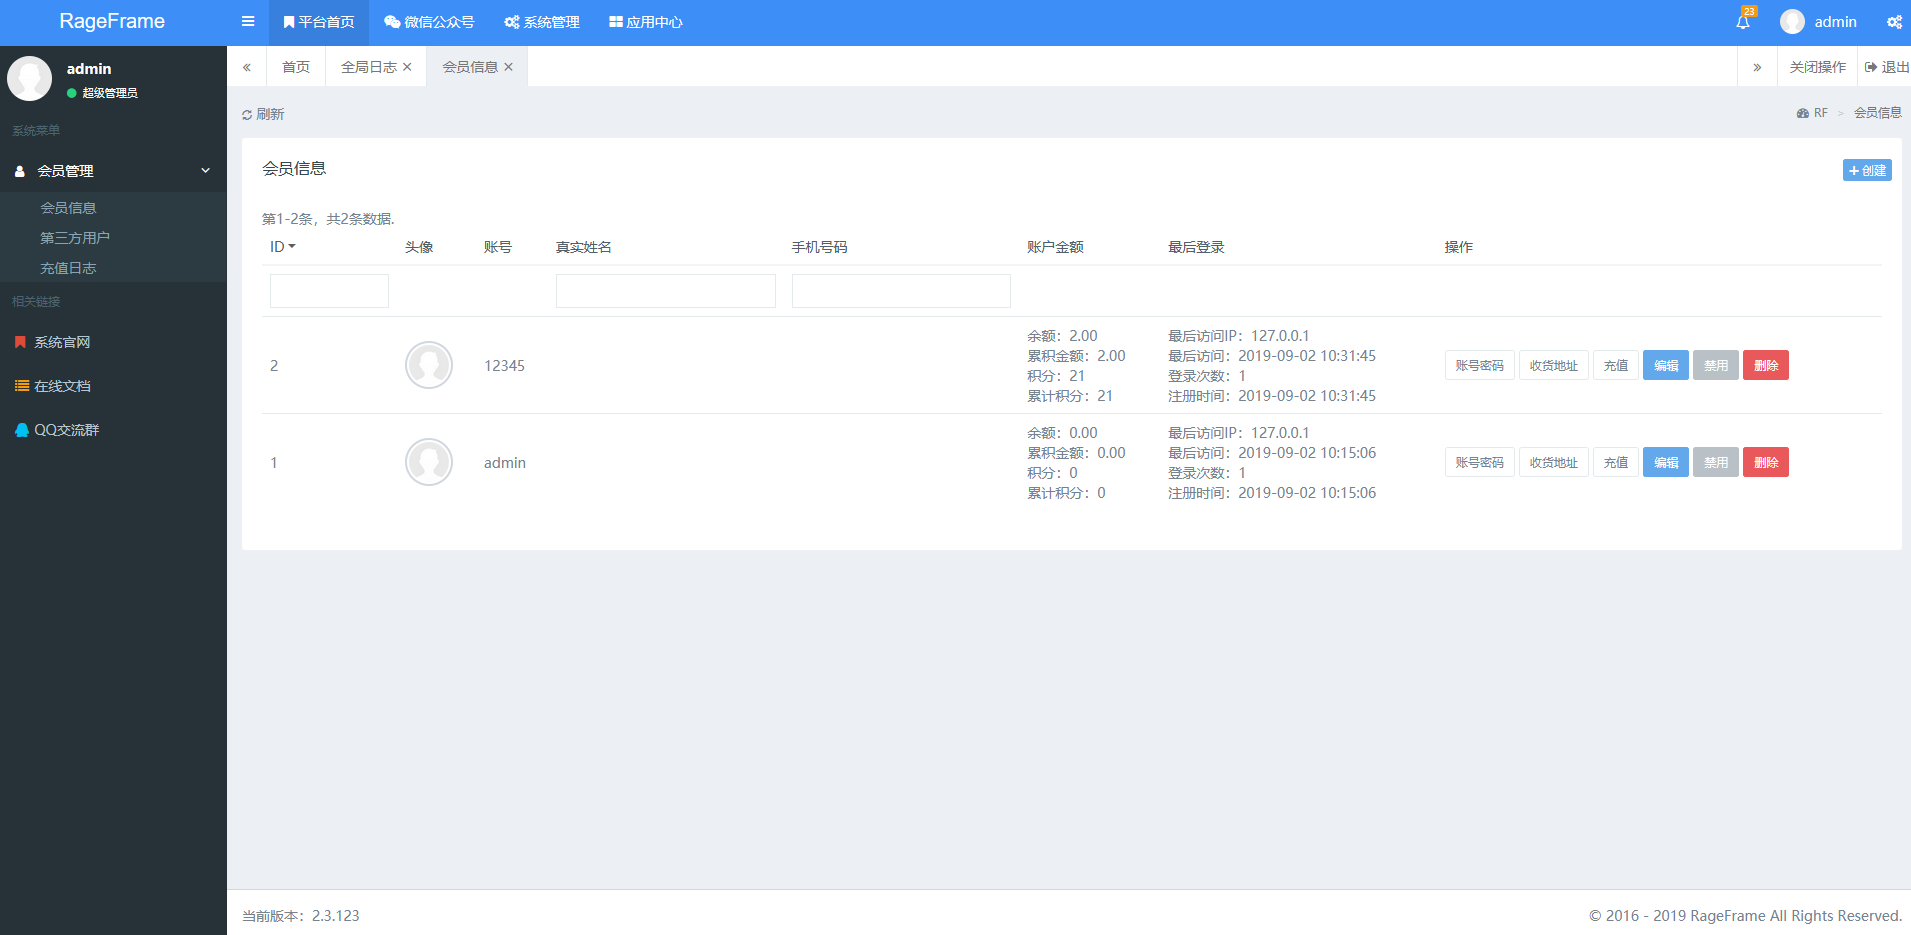 RageFrame
平台首页 微信公众号 系统管理 应用中心
23
admin
admin
超级管理员
« 首页 全局日志 × 会员信息 × » 关闭操作 退出
系统菜单
刷新
RF > 会员信息
会员管理
会员信息
第三方用户
充值日志
相关链接
系统官网
在线文档
QQ交流群
会员信息
+ 创建
第1-2条，共2条数据.
ID 头像 账号 真实姓名 手机号码 账户金额 最后登录 操作
2 12345
余额：2.00
累积金额：2.00
积分：21
累计积分：21
最后访问IP：127.0.0.1
最后访问：2019-09-02 10:31:45
登录次数：1
注册时间：2019-09-02 10:31:45
账号密码 收货地址 充值 编辑 禁用 删除
1 admin
余额：0.00
累积金额：0.00
积分：0
累计积分：0
最后访问IP：127.0.0.1
最后访问：2019-09-02 10:15:06
登录次数：1
注册时间：2019-09-02 10:15:06
账号密码 收货地址 充值 编辑 禁用 删除
当前版本：2.3.123
© 2016 - 2019 RageFrame All Rights Reserved.